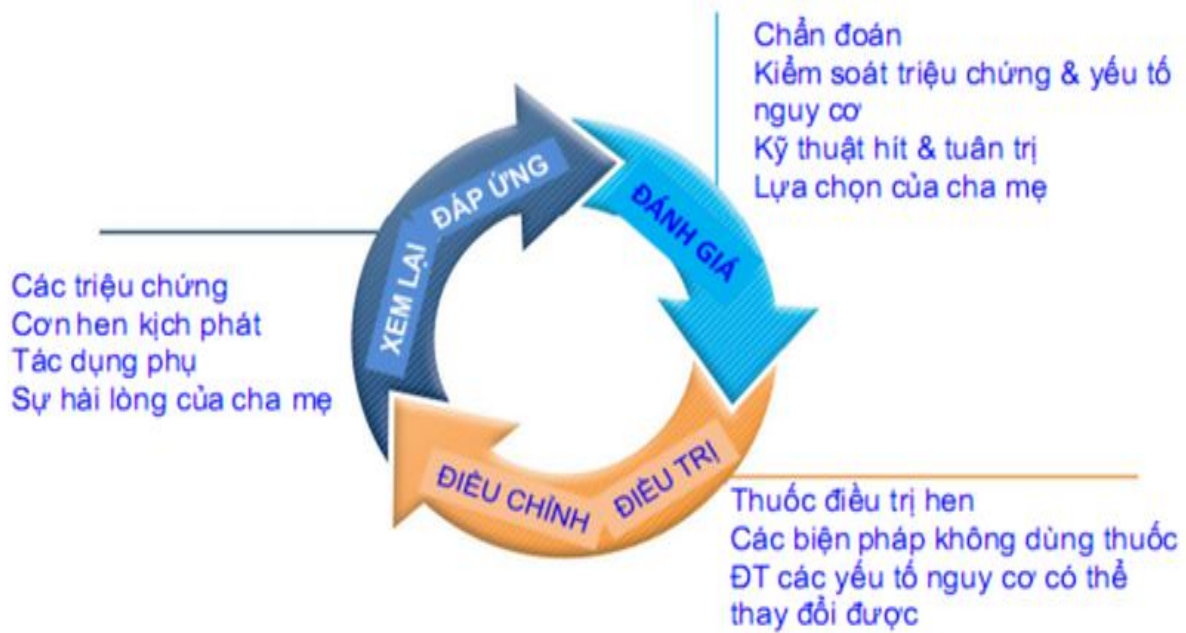 Chẩn đoán
Kiểm soát triệu chứng & yếu tố
nguy cơ
Kỹ thuật hít & tuân trị
Lựa chọn của cha mẹ
ĐÁP ỨNG
ĐÁNH GIÁ
XEM LẠI
Các triệu chứng
Cơn hen kịch phát
Tác dụng phụ
Sự hài lòng của cha mẹ
ĐIỀU CHỈNH
ĐIỀU TRỊ
Thuốc điều trị hen
Các biện pháp không dùng thuốc
ĐT các yếu tố nguy cơ có thể
thay đổi được